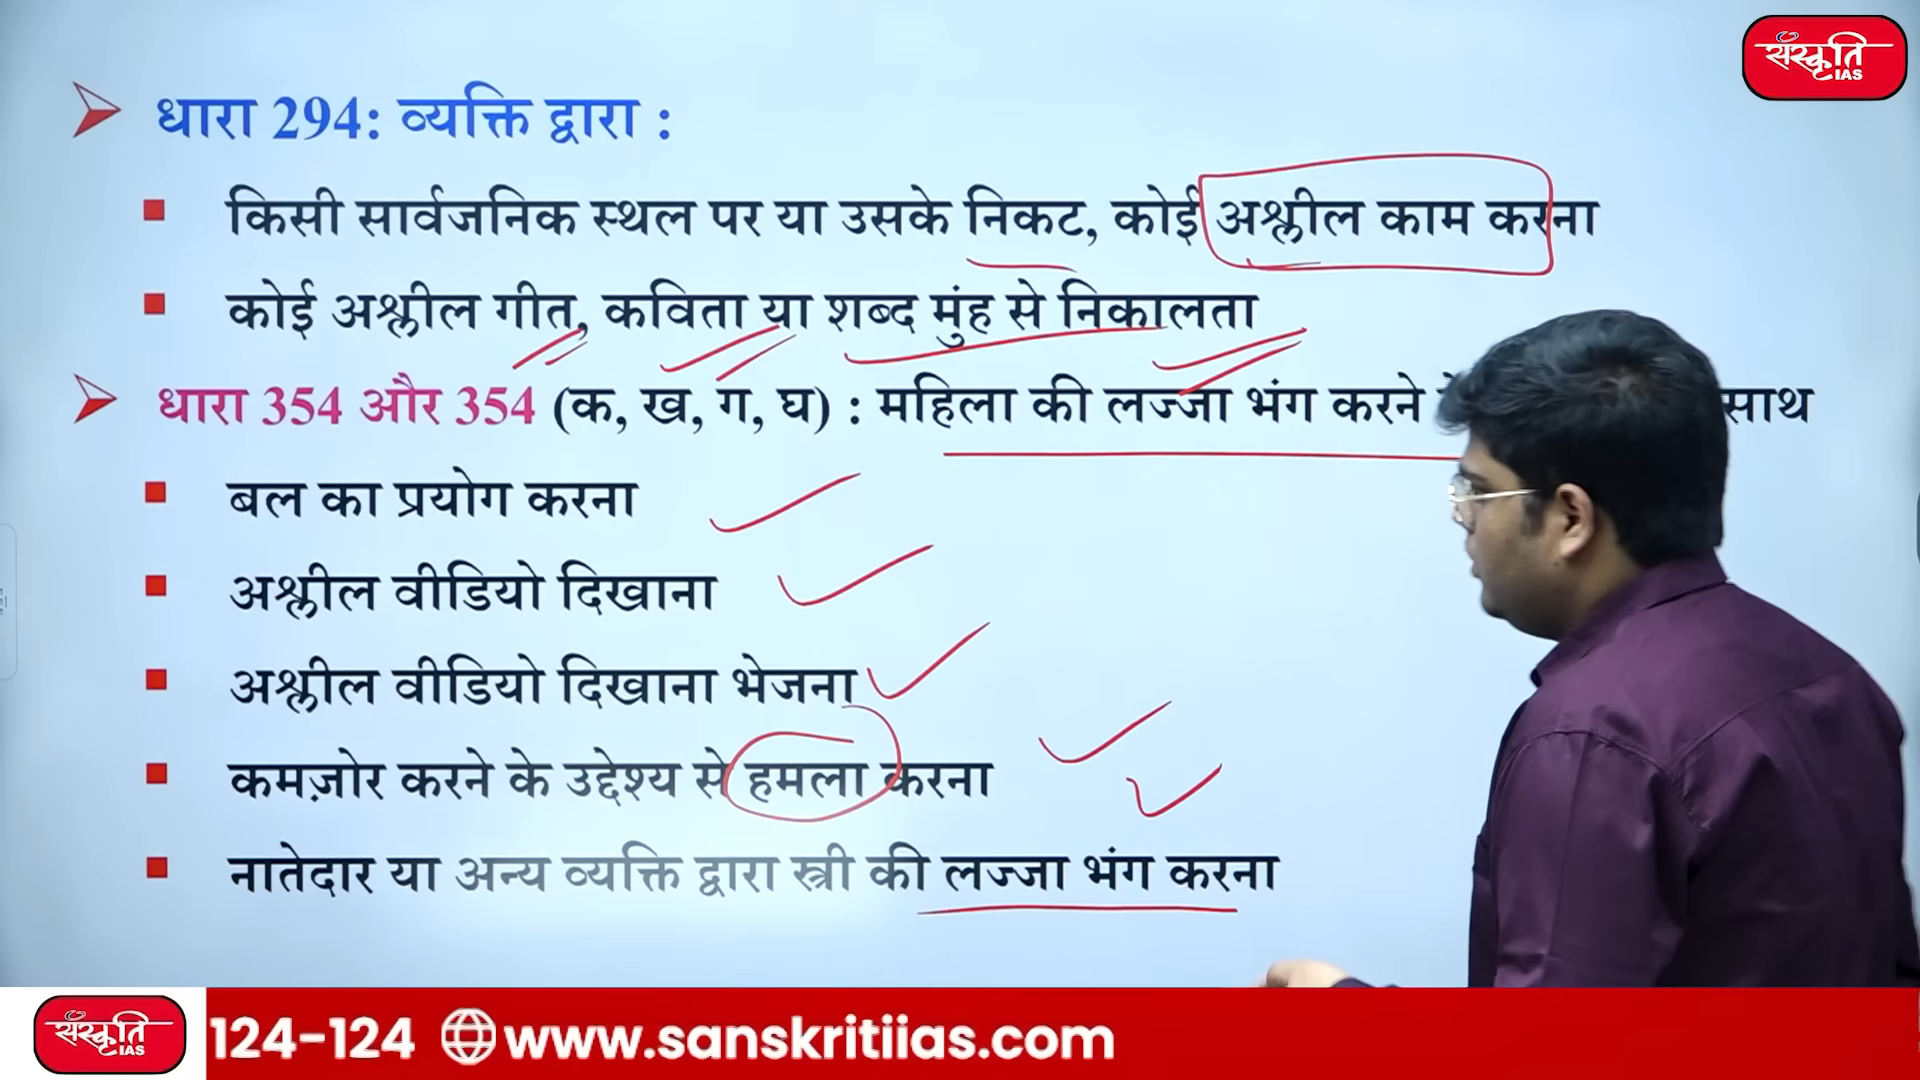 संस्कृति
IAS
धारा 294: व्यक्ति द्वारा :
किसी सार्वजनिक स्थल पर या उसके निकट, कोई अश्लील काम करना
कोई अश्लील गीत, कविता या शब्द मुंह से निकालता
धारा 354 और 354 (क, ख, ग, घ) : महिला की लज्जा भंग करने साथ
बल का प्रयोग करना
अश्लील वीडियो दिखाना
अश्लील वीडियो दिखाना भेजना
कमज़ोर करने के उद्देश्य से हमला करना
नातेदार या अन्य व्यक्ति द्वारा स्त्री की लज्जा भंग करना
संस्कृति
IAS
124-124 www.sanskritiias.com